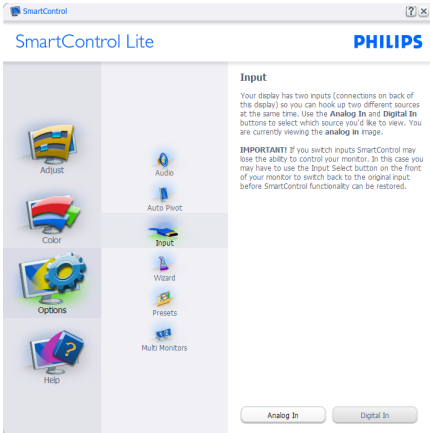 SmartControl
SmartControl Lite
PHILIPS
Adjust
Color
Options
Help
Audio
Auto Pivot
Input
Wizard
Presets
Multi Monitors
Input
Your display has two inputs (connections on back of
this display) so you can hook up two different sources
at the same time. Use the Analog In and Digital In
buttons to select which source you'd like to view. You
are currently viewing the analog in image.
IMPORTANT! If you switch inputs SmartControl may
lose the ability to control your monitor. In this case you
may have to use the Input Select button on the front
of your monitor to switch back to the original input
before SmartControl functionality can be restored.
Analog In
Digital In